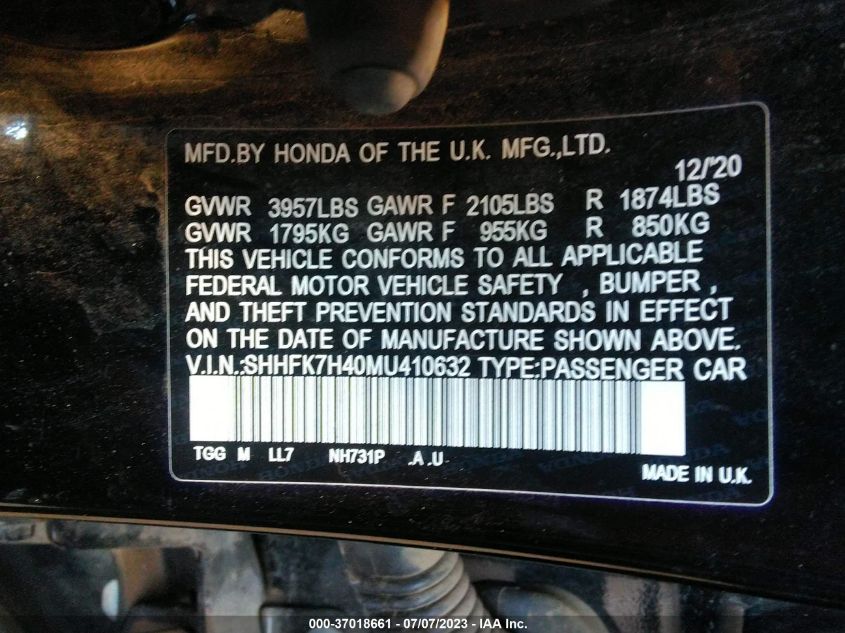 MFD.BY HONDA OF THE U.K. MFG.,LTD.
12/'20
GVWR 3957LBS GAWR F 2105LBS R 1874LBS
GVWR 1795KG GAWR F 955KG R 850KG
THIS VEHICLE CONFORMS TO ALL APPLICABLE
FEDERAL MOTOR VEHICLE SAFETY , BUMPER ,
AND THEFT PREVENTION STANDARDS IN EFFECT
ON THE DATE OF MANUFACTURE SHOWN ABOVE.
V.I.N.:SHHFK7H40MU410632 TYPE:PASSENGER CAR
TGG M LL7 NH731P .A .U
MADE IN U.K.
000-37018661 / 07/07/2023 - IAA Inc.